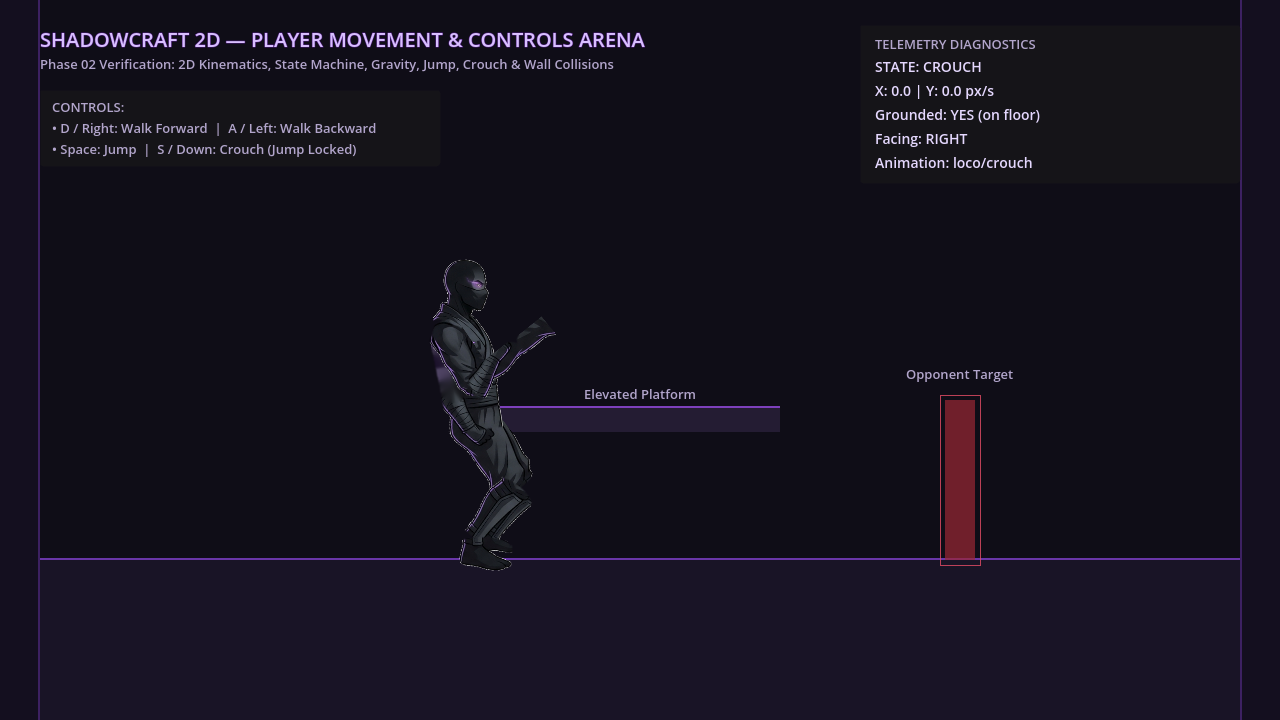 SHADOWCRAFT 2D — PLAYER MOVEMENT & CONTROLS ARENA
Phase 02 Verification: 2D Kinematics, State Machine, Gravity, Jump, Crouch & Wall Collisions
CONTROLS:
• D / Right: Walk Forward | A / Left: Walk Backward
• Space: Jump | S / Down: Crouch (Jump Locked)
TELEMETRY DIAGNOSTICS
STATE: CROUCH
X: 0.0 | Y: 0.0 px/s
Grounded: YES (on floor)
Facing: RIGHT
Animation: loco/crouch
Opponent Target
Elevated Platform